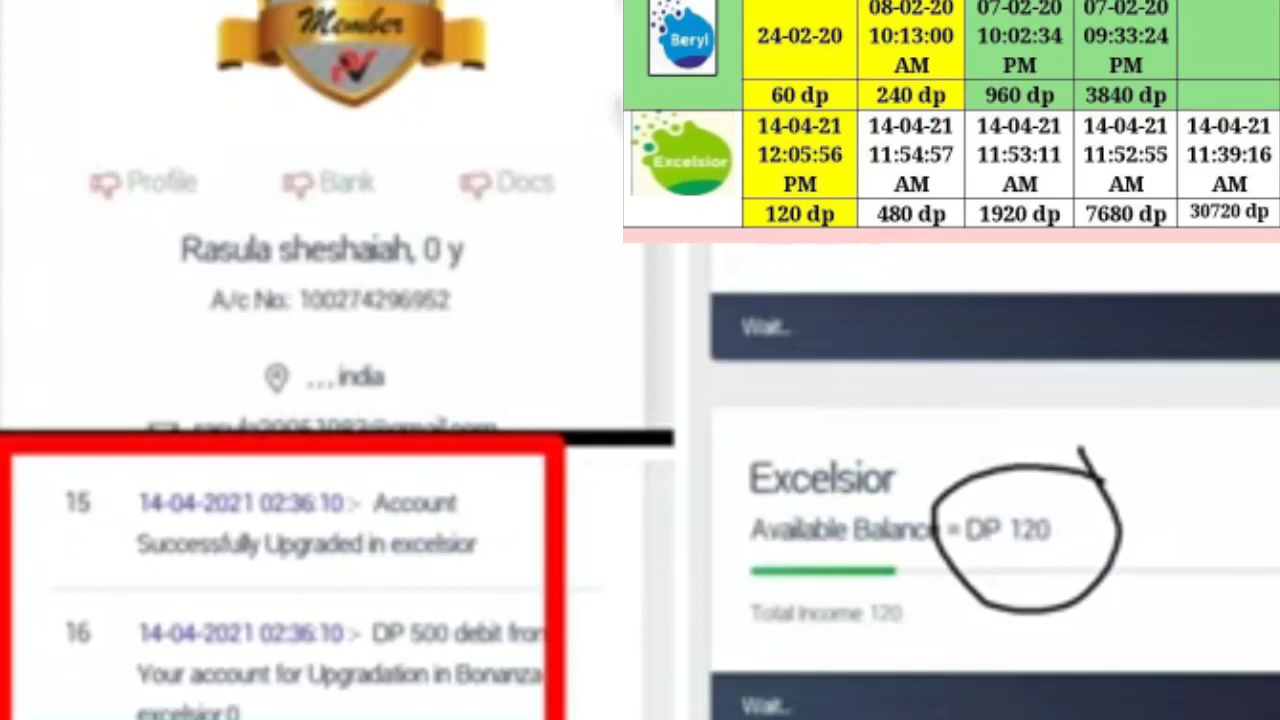 Member
Profile Bank Docs
Rasula sheshaiah, 0 y
A/c No: 100274296952
...india
15 14-04-2021 02:36:10 :- Account
Successfully Upgraded in excelsior
16 14-04-2021 02:36:10 :- DP 500 debit from
Your account for Upgradation in Bonanza
excelsior.0
Beryl
24-02-20
08-02-20
10:13:00
AM
07-02-20
10:02:34
PM
07-02-20
09:33:24
PM
60 dp 240 dp 960 dp 3840 dp
Excelsior
14-04-21
12:05:56
PM
14-04-21
11:54:57
AM
14-04-21
11:53:11
AM
14-04-21
11:52:55
AM
14-04-21
11:39:16
AM
120 dp 480 dp 1920 dp 7680 dp 30720 dp
Wait..
Excelsior
Available Balance = DP 120
Total Income 120
Wait..